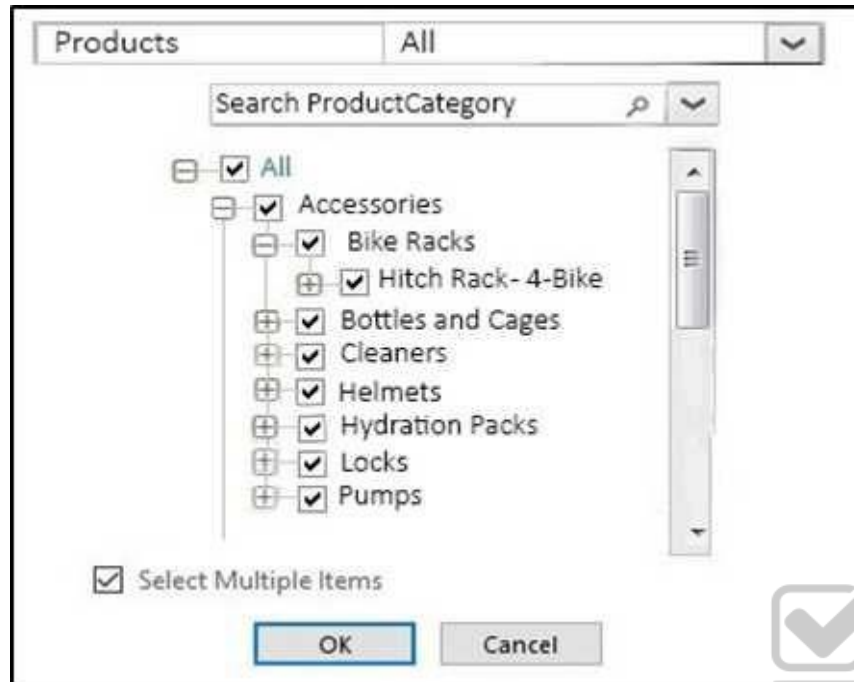 Products All
Search ProductCategory
All
Accessories
Bike Racks
Hitch Rack- 4-Bike
Bottles and Cages
Cleaners
Helmets
Hydration Packs
Locks
Pumps
Select Multiple Items
OK Cancel